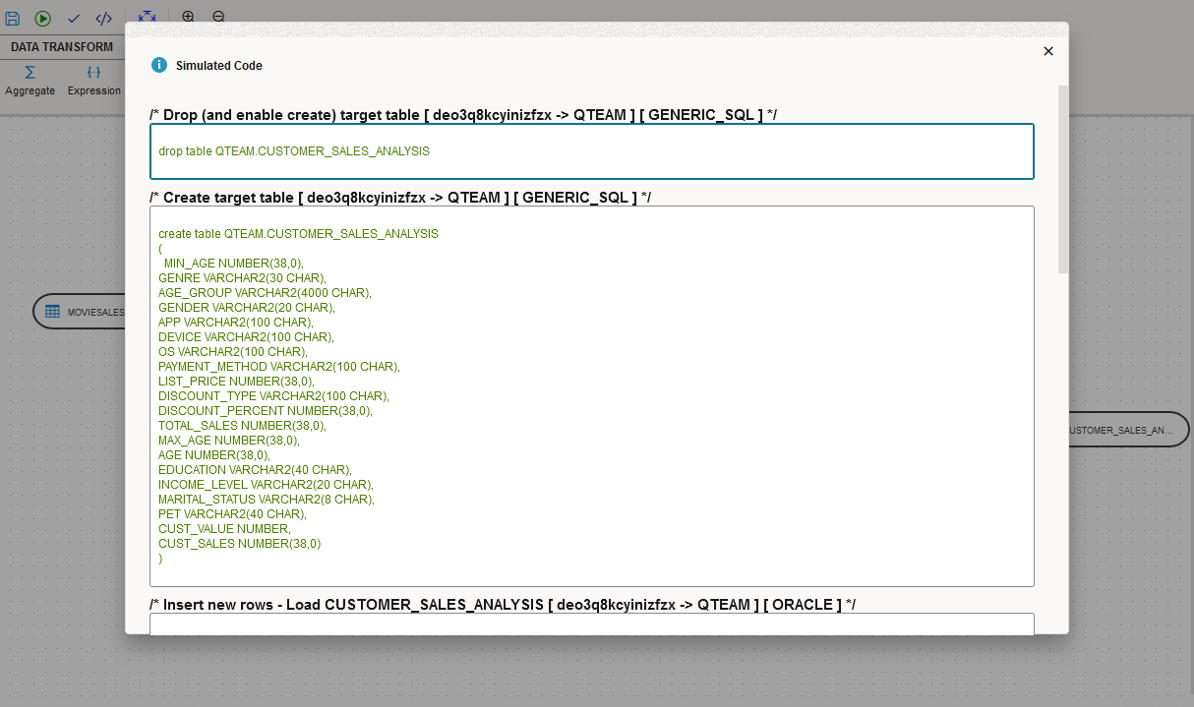 DATA TRANSFORM
Aggregate
Expression
Simulated Code
/* Drop (and enable create) target table [ deo3q8kcyinizfzx -> QTEAM ] [ GENERIC_SQL ] */
drop table QTEAM.CUSTOMER_SALES_ANALYSIS
/* Create target table [ deo3q8kcyinizfzx -> QTEAM ] [ GENERIC_SQL ] */
create table QTEAM.CUSTOMER_SALES_ANALYSIS
(
MIN_AGE NUMBER(38,0),
GENRE VARCHAR2(30 CHAR),
AGE_GROUP VARCHAR2(4000 CHAR),
GENDER VARCHAR2(20 CHAR),
APP VARCHAR2(100 CHAR),
DEVICE VARCHAR2(100 CHAR),
OS VARCHAR2(100 CHAR),
PAYMENT_METHOD VARCHAR2(100 CHAR),
LIST_PRICE NUMBER(38,0),
DISCOUNT_TYPE VARCHAR2(100 CHAR),
DISCOUNT_PERCENT NUMBER(38,0),
TOTAL_SALES NUMBER(38,0),
MAX_AGE NUMBER(38,0),
AGE NUMBER(38,0),
EDUCATION VARCHAR2(40 CHAR),
INCOME_LEVEL VARCHAR2(20 CHAR),
MARITAL_STATUS VARCHAR2(8 CHAR),
PET VARCHAR2(40 CHAR),
CUST_VALUE NUMBER,
CUST_SALES NUMBER(38,0)
)
/* Insert new rows - Load CUSTOMER_SALES_ANALYSIS [ deo3q8kcyinizfzx -> QTEAM ] [ ORACLE ] */
MOVIESALES
USTOMER_SALES_AN...